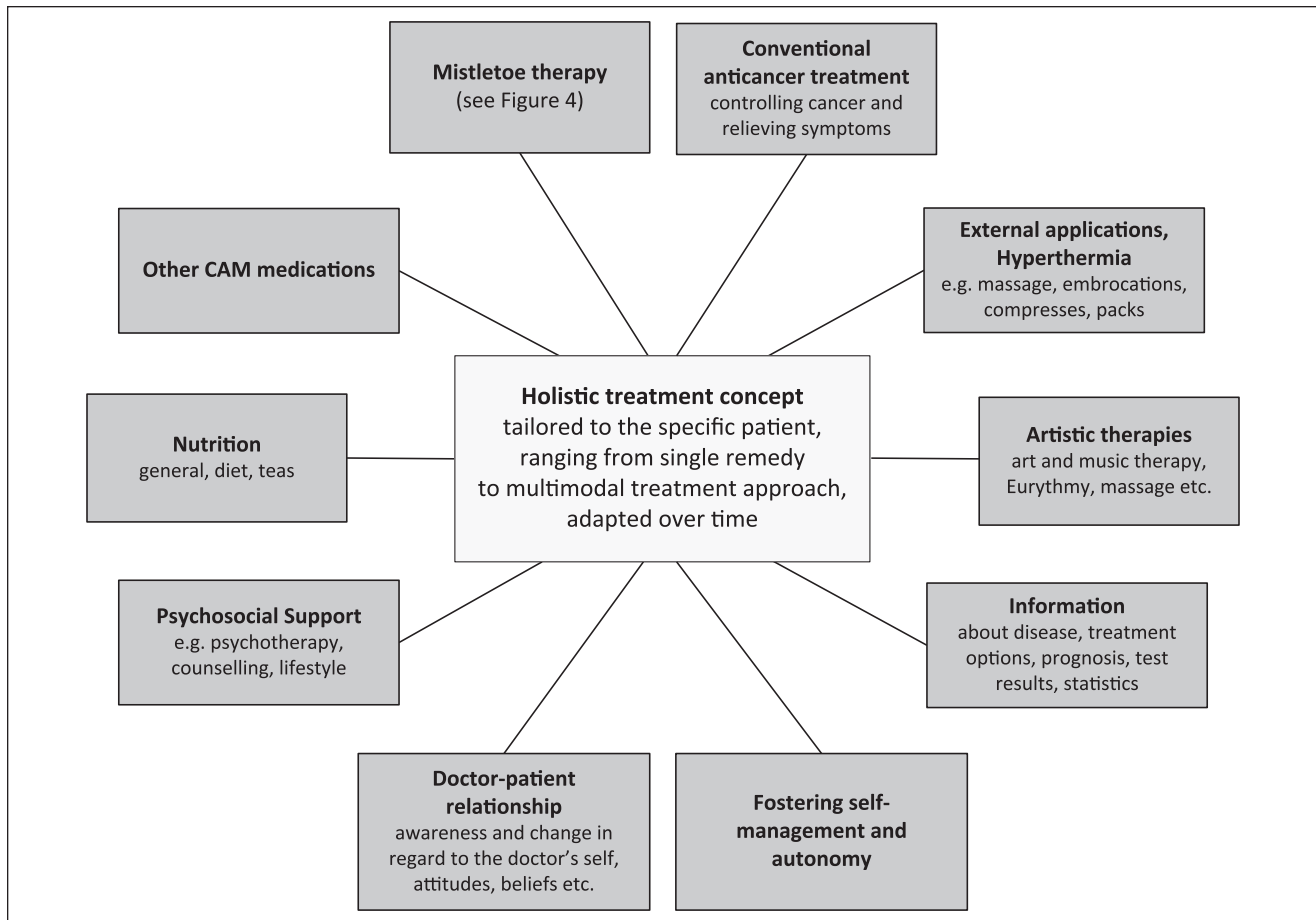 Mistletoe therapy
(see Figure 4)
Conventional
anticancer treatment
controlling cancer and
relieving symptoms
Other CAM medications
External applications,
Hyperthermia
e.g. massage, embrocations,
compresses, packs
Holistic treatment concept
tailored to the specific patient,
ranging from single remedy
to multimodal treatment approach,
adapted over time
Nutrition
general, diet, teas
Artistic therapies
art and music therapy,
Eurythmy, massage etc.
Psychosocial Support
e.g. psychotherapy,
counselling, lifestyle
Information
about disease, treatment
options, prognosis, test
results, statistics
Doctor-patient
relationship
awareness and change in
regard to the doctor's self,
attitudes, beliefs etc.
Fostering self-
management and
autonomy